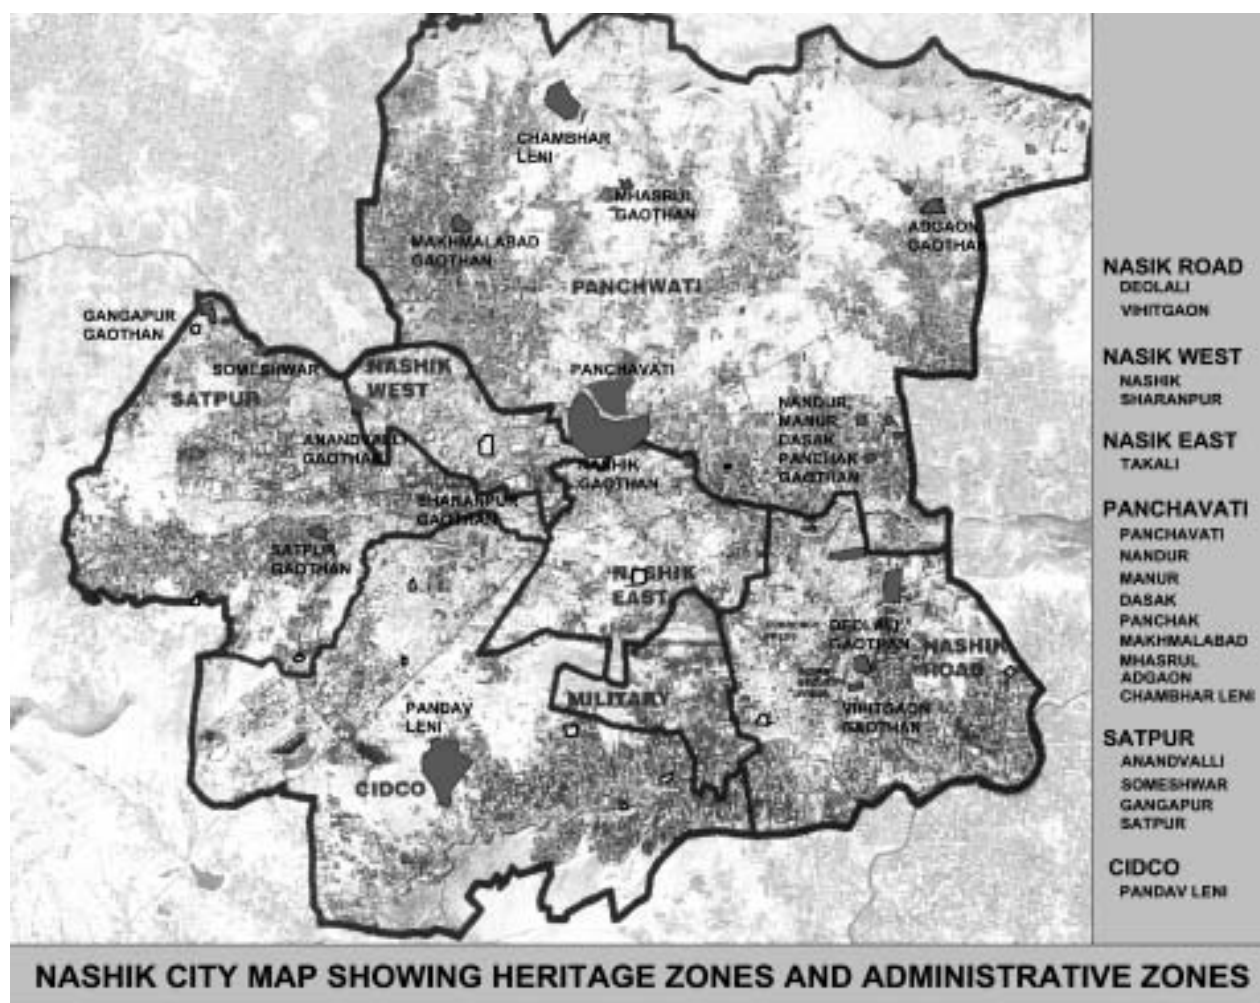 CHAMBHAR
LENI
MHASRUL
GAOTHAN
MAKHMALABAD
GAOTHAN
ADGAON
GAOTHAN
PANCHWATI
GANGAPUR
GAOTHAN
SOMESHWAR
SATPUR
NASHIK
WEST
PANCHAVATI
NANDUR,
MANUR
DASAK
PANCHAK
GAOTHAN
ANANDVALLI
GAOTHAN
NASHIK
GAOTHAN
SHARANPUR
GAOTHAN
SATPUR
GAOTHAN
NASHIK
EAST
DEOLALI
GAOTHAN
NASHIK
ROAD
MILITARY
VIHITGAON
GAOTHAN
PANDAV
LENI
CIDCO
NASIK ROAD
DEOLALI
VIHITGAON
NASIK WEST
NASHIK
SHARANPUR
NASIK EAST
TAKALI
PANCHAVATI
PANCHAVATI
NANDUR
MANUR
DASAK
PANCHAK
MAKHMALABAD
MHASRUL
ADGAON
CHAMBHAR LENI
SATPUR
ANANDVALLI
SOMESHWAR
GANGAPUR
SATPUR
CIDCO
PANDAV LENI
NASHIK CITY MAP SHOWING HERITAGE ZONES AND ADMINISTRATIVE ZONES